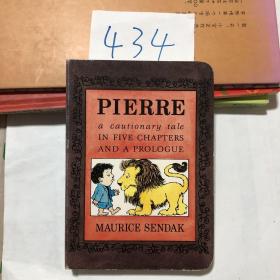 434
PIERRE
a cautionary tale
IN FIVE CHAPTERS
AND A PROLOGUE
MAURICE SENDAK